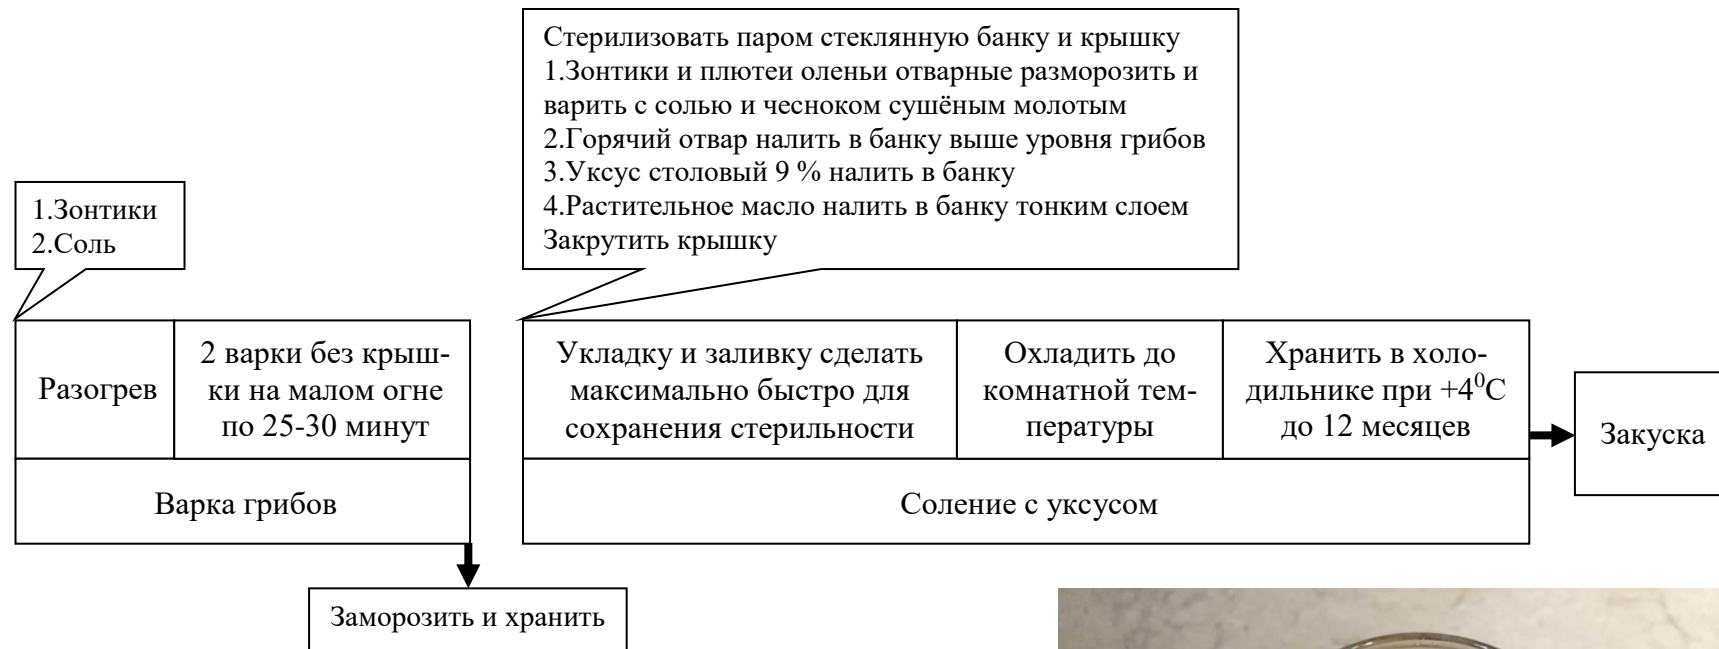 Стерилизовать паром стеклянную банку и крышку
1.Зонтики и плютеи оленьи отварные разморозить и
варить с солью и чесноком сушёным молотым
2.Горячий отвар налить в банку выше уровня грибов
3.Уксус столовый 9 % налить в банку
4.Растительное масло налить в банку тонким слоем
Закрутить крышку
1.Зонтики
2.Соль
Разогрев
2 варки без крыш-
ки на малом огне
по 25-30 минут
Варка грибов
Заморозить и хранить
Укладку и заливку сделать
максимально быстро для
сохранения стерильности
Охладить до
комнатной тем-
пературы
Хранить в холо-
дильнике при +4⁰С
до 12 месяцев
Соление с уксусом
Закуска